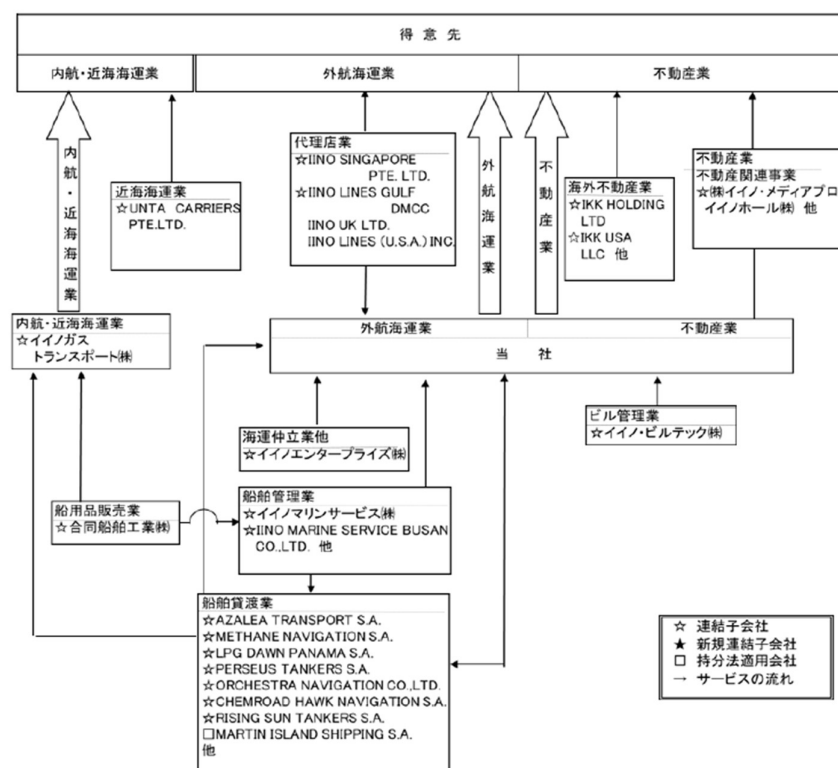 得意先
内航・近海海運業
外航海運業
不動産業
内航・近海海運業
近海海運業
☆UNTA CARRIERS
PTE.LTD.
代理店業
☆IINO SINGAPORE
PTE. LTD.
☆IINO LINES GULF
DMCC
IINO UK LTD.
IINO LINES (U.S.A.) INC.
外航海運業
不動産業
海外不動産業
☆IKK HOLDING
LTD
☆IKK USA
LLC 他
不動産業
不動産関連事業
☆㈱イイノ・メディアプロ
イイノホール㈱ 他
内航・近海海運業
☆イイノガス
トランスポート㈱
外航海運業
不動産業
当社
海運仲立業他
☆イイノエンタープライズ㈱
ビル管理業
☆イイノ・ビルテック㈱
船用品販売業
☆合同船舶工業㈱
船舶管理業
☆イイノマリンサービス㈱
☆IINO MARINE SERVICE BUSAN
CO.,LTD. 他
船舶貸渡業
☆AZALEA TRANSPORT S.A.
☆METHANE NAVIGATION S.A.
☆LPG DAWN PANAMA S.A.
☆PERSEUS TANKERS S.A.
☆ORCHESTRA NAVIGATION CO.,LTD.
☆CHEMROAD HAWK NAVIGATION S.A.
☆RISING SUN TANKERS S.A.
□MARTIN ISLAND SHIPPING S.A.
他
☆ 連結子会社
★ 新規連結子会社
□ 持分法適用会社
→ サービスの流れ